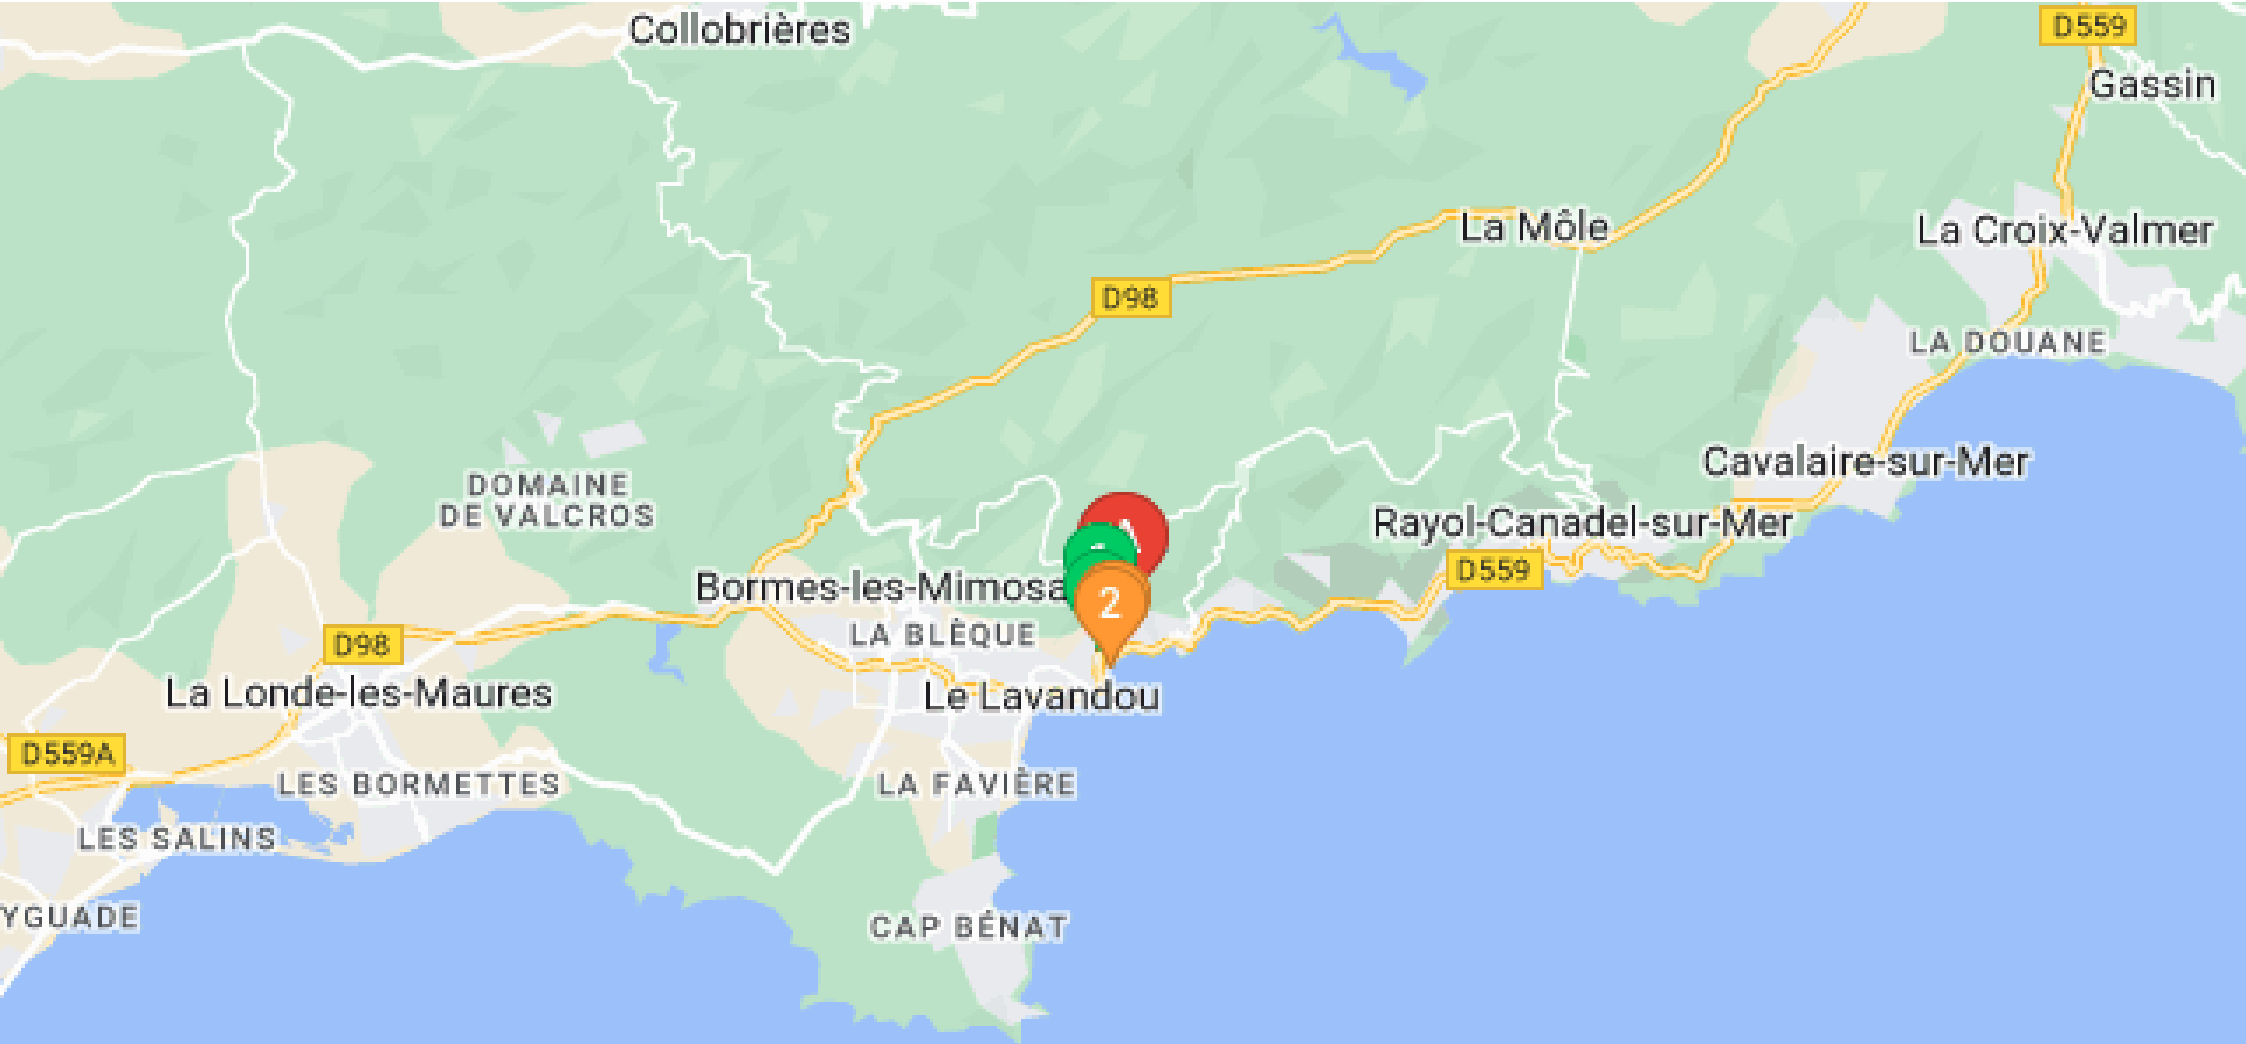 Collobrières
D559
Gassin
La Môle
La Croix-Valmer
D98
LA DOUANE
Cavalaire-sur-Mer
DOMAINE
DE VALCROS
Rayol-Canadel-sur-Mer
D559
Bormes-les-Mimosa
2
LA BLÈQUE
D98
La Londe-les-Maures
Le Lavandou
D559A
LES BORMETTES
LA FAVIÈRE
LES SALINS
YGUADE
CAP BÉNAT